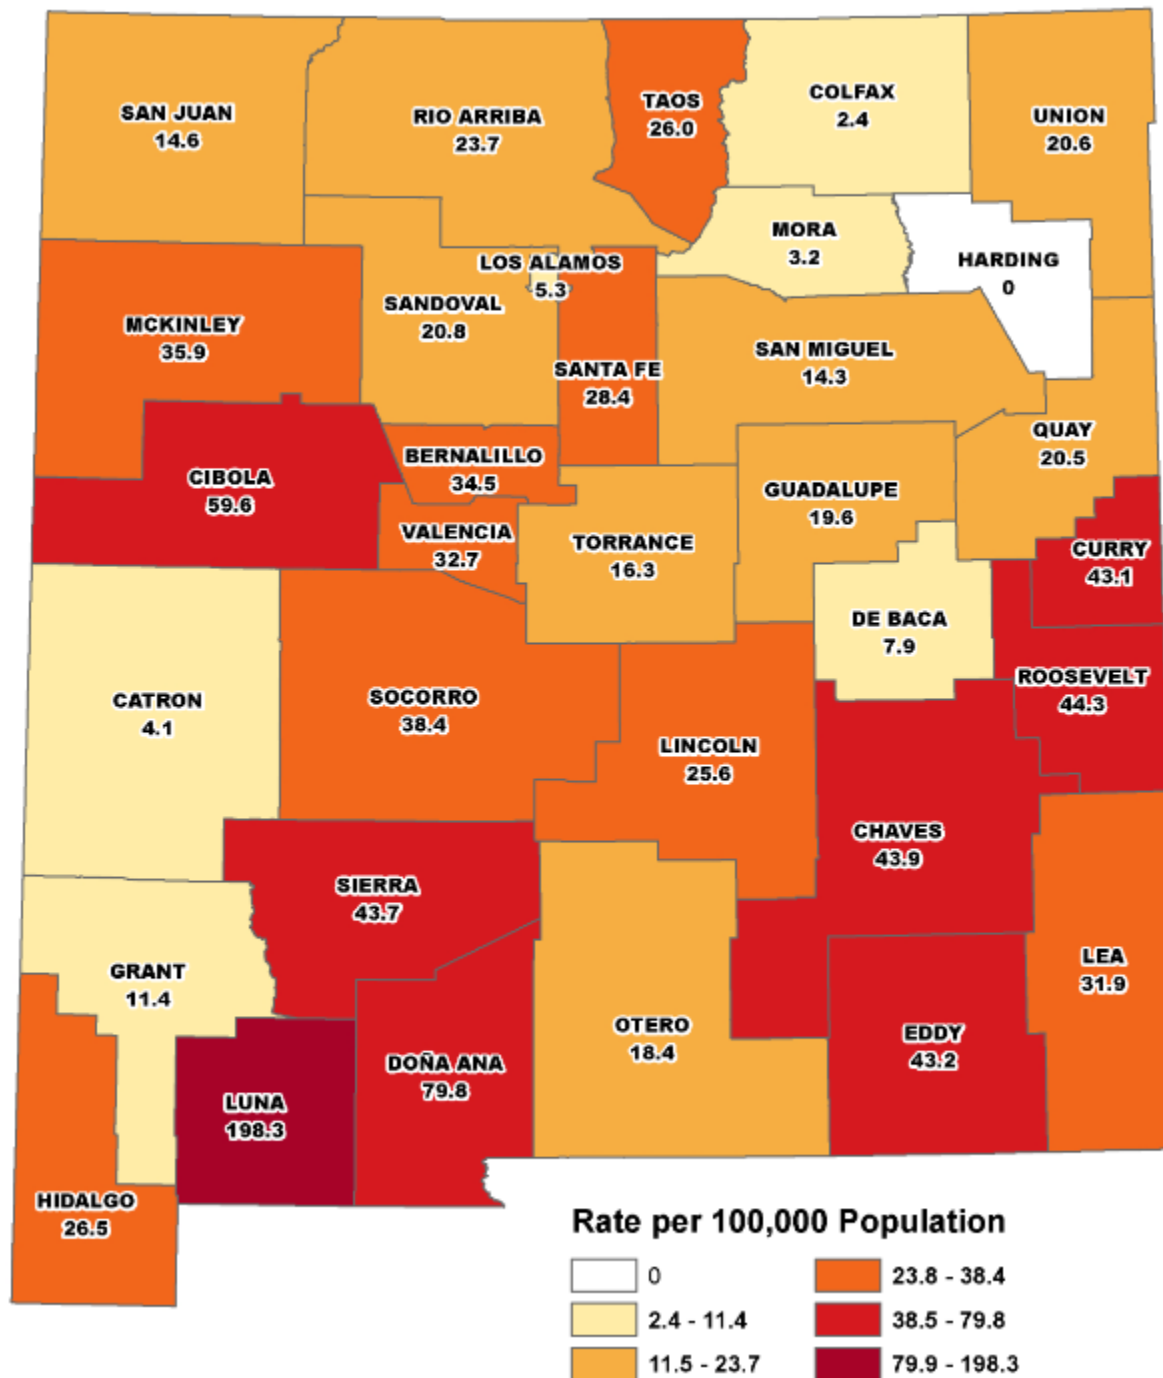 SAN JUAN
14.6
RIO ARRIBA
23.7
TAOS
26.0
COLFAX
2.4
UNION
20.6
MORA
3.2
HARDING
0
LOS ALAMOS
5.3
SANDOVAL
20.8
MCKINLEY
35.9
SANTA FE
28.4
SAN MIGUEL
14.3
QUAY
20.5
CIBOLA
59.6
BERNALILLO
34.5
GUADALUPE
19.6
VALENCIA
32.7
TORRANCE
16.3
CURRY
43.1
DE BACA
7.9
ROOSEVELT
44.3
CATRON
4.1
SOCORRO
38.4
LINCOLN
25.6
CHAVES
43.9
SIERRA
43.7
GRANT
11.4
LEA
31.9
OTERO
18.4
EDDY
43.2
DOÑA ANA
79.8
LUNA
198.3
HIDALGO
26.5
Rate per 100,000 Population
0
2.4 - 11.4
11.5 - 23.7
23.8 - 38.4
38.5 - 79.8
79.9 - 198.3